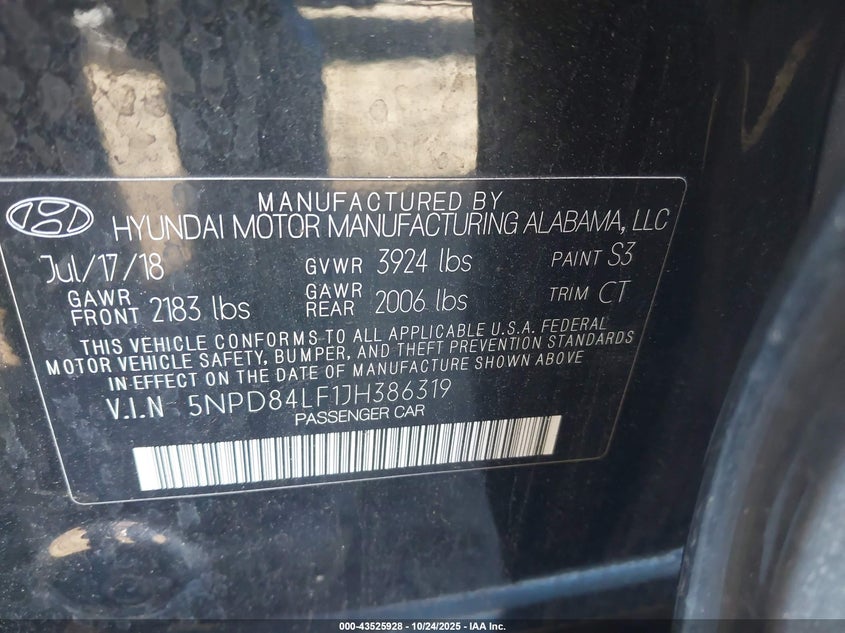 MANUFACTURED BY
HYUNDAI MOTOR MANUFACTURING ALABAMA, LLC
Jul/17/18 GVWR 3924 lbs PAINT S3
GAWR FRONT 2183 lbs GAWR REAR 2006 lbs TRIM CT
THIS VEHICLE CONFORMS TO ALL APPLICABLE U.S.A. FEDERAL
MOTOR VEHICLE SAFETY, BUMPER, AND THEFT PREVENTION STANDARDS
IN EFFECT ON THE DATE OF MANUFACTURE SHOWN ABOVE
V.I.N 5NPD84LF1JH386319
PASSENGER CAR
000-43525928 - 10/24/2025 - IAA Inc.